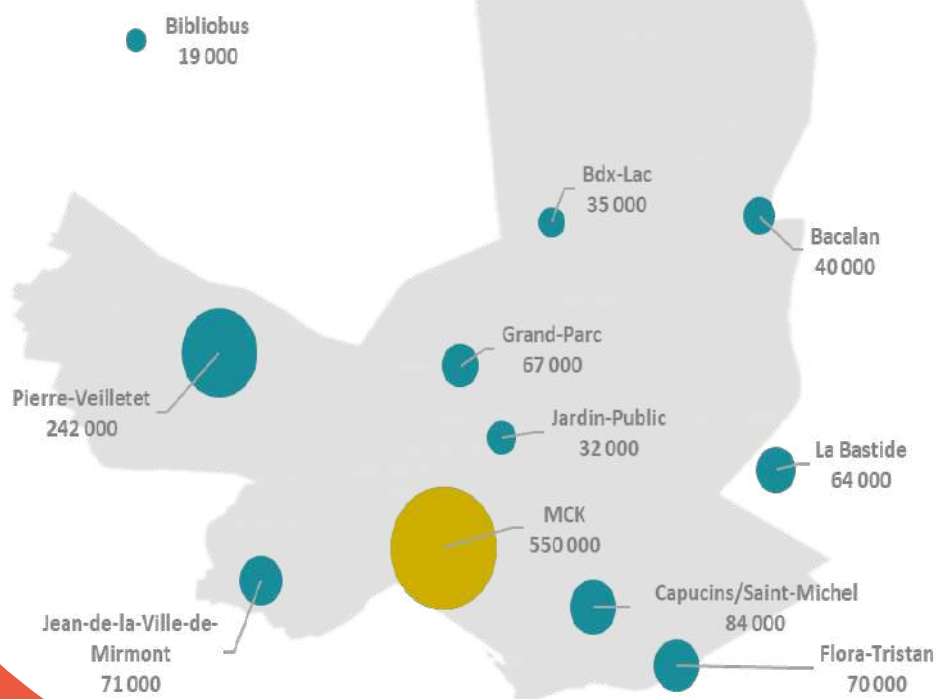 Bibliobus
19 000
Bdx-Lac
35 000
Bacalan
40 000
Grand-Parc
67 000
Pierre-Veilletet
242 000
Jardin-Public
32 000
La Bastide
64 000
MCK
550 000
Capucins/Saint-Michel
84 000
Jean-de-la-Ville-de-
Mirmont
71 000
Flora-Tristan
70 000